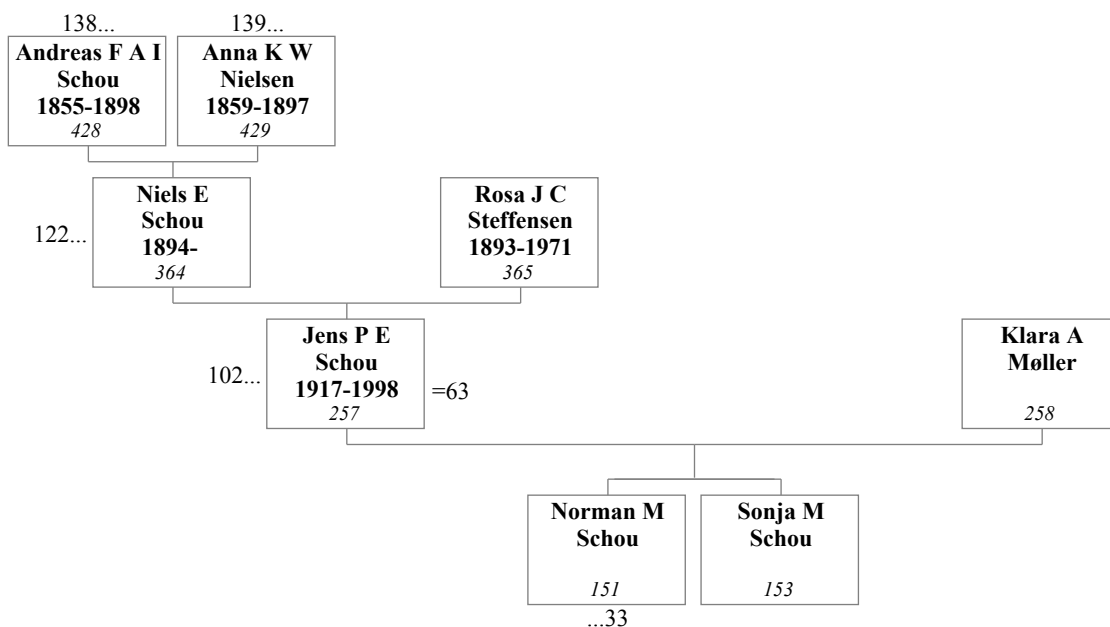 138...
139...
Andreas F A I
Schou
1855-1898
428
Anna K W
Nielsen
1859-1897
429
122...
Niels E
Schou
1894-
364
Rosa J C
Steffensen
1893-1971
365
102...
Jens P E
Schou
1917-1998
257
=63
Klara A
Møller
258
Norman M
Schou
151
...33
Sonja M
Schou
153